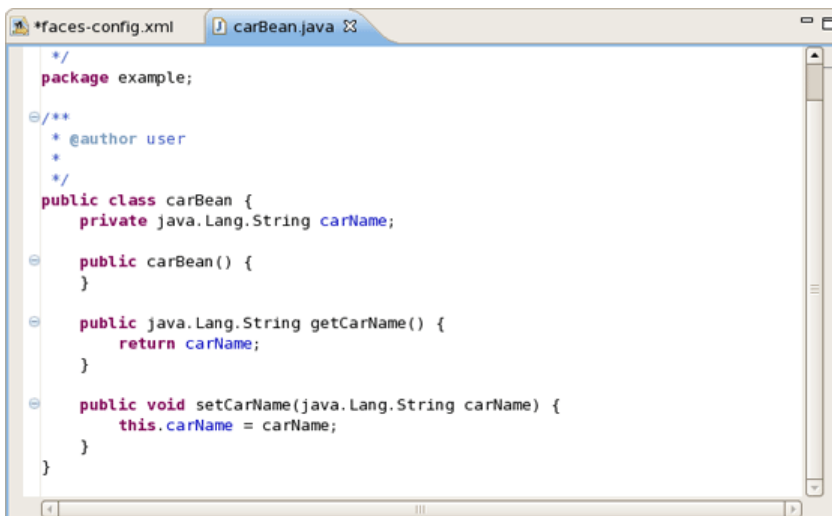 *faces-config.xml carBean.java
*/
package example;
/**
* @author user
*
*/
public class carBean {
private java.Lang.String carName;
public carBean() {
}
public java.Lang.String getCarName() {
return carName;
}
public void setCarName(java.Lang.String carName) {
this.carName = carName;
}
}